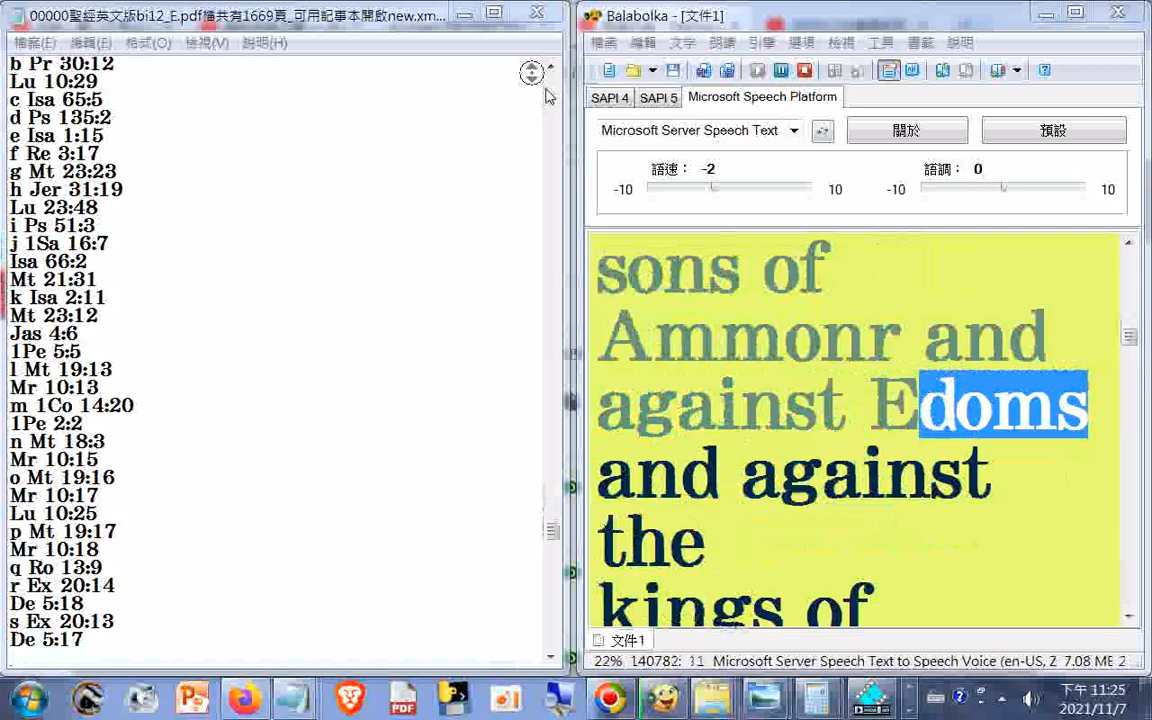 00000聖經英文版bi12_E.pdf檔共有1669頁_可用記事本開啟new.xm...
檔案(E) 編輯(E) 格式(O) 檢視(V) 說明(H)
b Pr 30:12
Lu 10:29
c Isa 65:5
d Ps 135:2
e Isa 1:15
f Re 3:17
g Mt 23:23
h Jer 31:19
Lu 23:48
i Ps 51:3
j 1Sa 16:7
Isa 66:2
Mt 21:31
k Isa 2:11
Mt 23:12
Jas 4:6
1Pe 5:5
l Mt 19:13
Mr 10:13
m 1Co 14:20
1Pe 2:2
n Mt 18:3
Mr 10:15
o Mt 19:16
Mr 10:17
Lu 10:25
p Mt 19:17
Mr 10:18
q Ro 13:9
r Ex 20:14
De 5:18
s Ex 20:13
De 5:17
Balabolka - [文件1]
檔案 編輯 文字 朗讀 引擎 選項 檢視 工具 書籤 說明
SAPI 4 SAPI 5 Microsoft Speech Platform
Microsoft Server Speech Text 關於 預設
語速： -2 語調： 0
-10 10 -10 10
sons of
Ammonr and
against Edoms
and against
the
kings of
文件1
22% 140782: 11 Microsoft Server Speech Text to Speech Voice (en-US, Z 7.08 MB 2
PDF
下午 11:25
2021/11/7